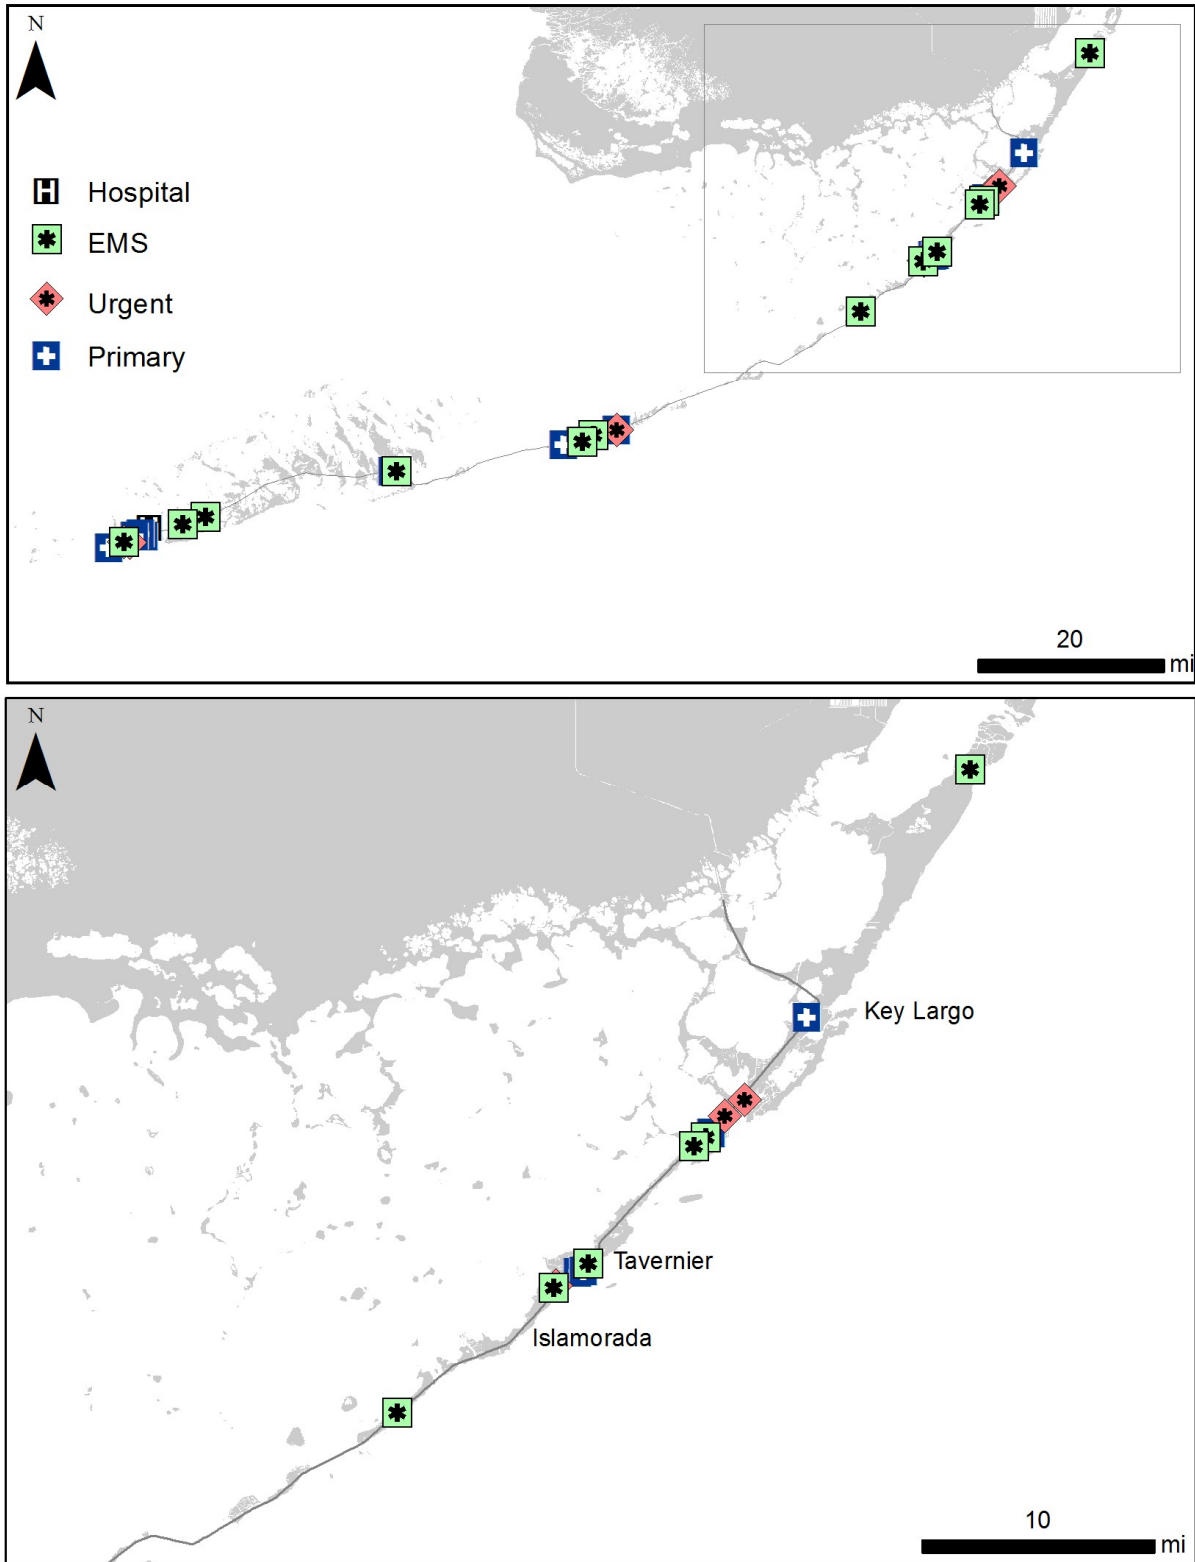 N
Hospital
EMS
Urgent
Primary
20
mi
N
Key Largo
Tavernier
Islamorada
10
mi